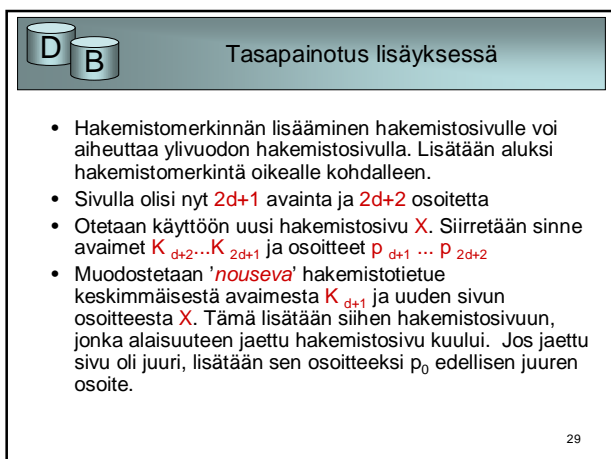 D B
Tasapainotus lisäyksessä
• Hakemistomerkinnän lisääminen hakemistosivulle voi
aiheuttaa ylivuodon hakemistosivulla. Lisätään aluksi
hakemistomerkintä oikealle kohdalleen.
• Sivulla olisi nyt 2d+1 avainta ja 2d+2 osoitetta
• Otetaan käyttöön uusi hakemistosivu X. Siirretään sinne
avaimet K d+2...K 2d+1 ja osoitteet p d+1 ... p 2d+2
• Muodostetaan 'nouseva' hakemistotietue
keskimmäisestä avaimesta K d+1 ja uuden sivun
osoitteesta X. Tämä lisätään siihen hakemistosivuun,
jonka alaisuuteen jaettu hakemistosivu kuului. Jos jaettu
sivu oli juuri, lisätään sen osoitteeksi p0 edellisen juuren
osoite.
29